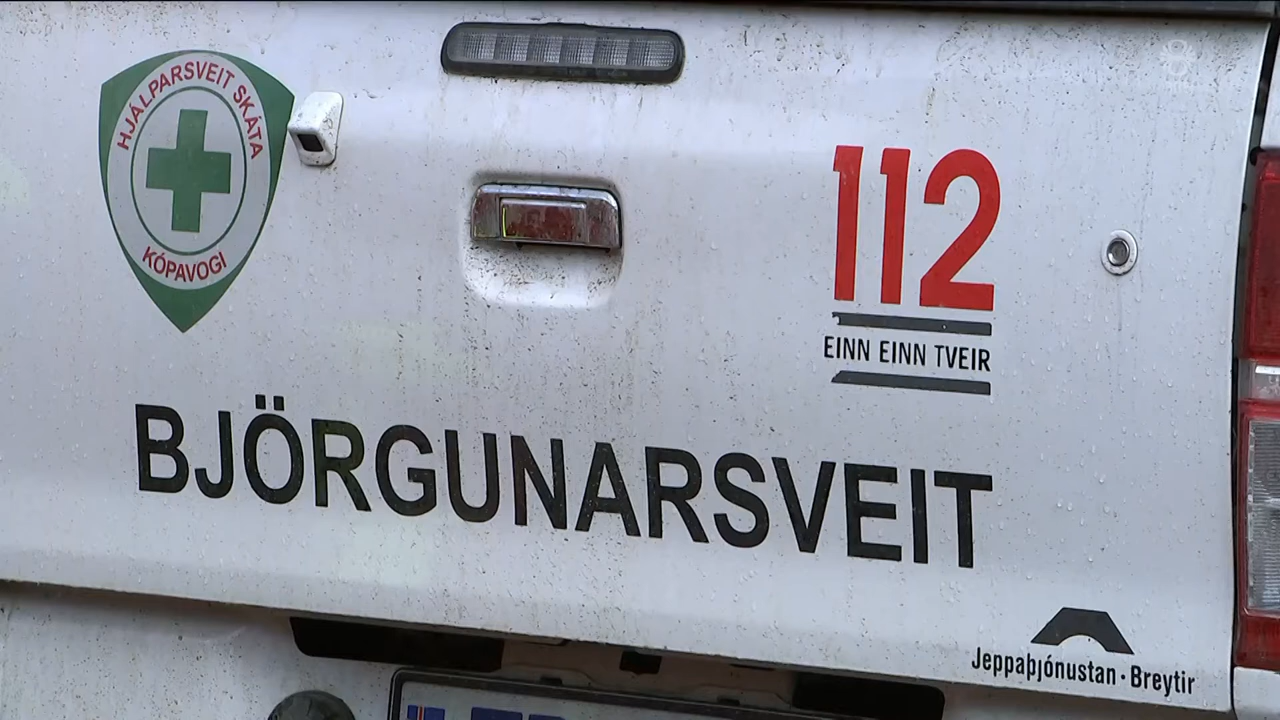 HJÁLPARSVEIT SKÁTA
KÓPAVOGI
112
EINN EINN TVEIR
BJÖRGUNARSVEIT
Jeppaþjónustan · Breytir